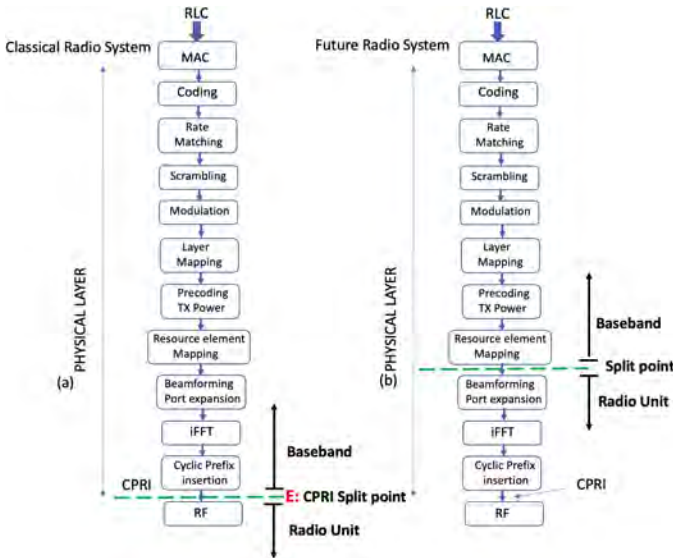 RLC
Classical Radio System
MAC
Coding
Rate
Matching
Scrambling
Modulation
Layer
Mapping
Precoding
TX Power
Resource element
Mapping
Beamforming
Port expansion
iFFT
Cyclic Prefix
insertion
RF
PHYSICAL LAYER
(a)
CPRI
Baseband
E: CPRI Split point
Radio Unit
RLC
Future Radio System
MAC
Coding
Rate
Matching
Scrambling
Modulation
Layer
Mapping
Precoding
TX Power
Resource element
Mapping
Beamforming
Port expansion
iFFT
Cyclic Prefix
insertion
RF
PHYSICAL LAYER
(b)
Baseband
Split point
Radio Unit
CPRI